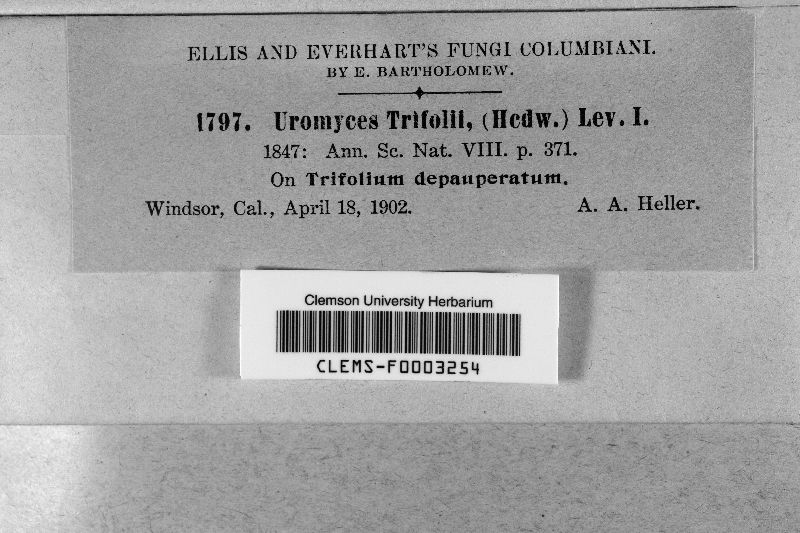 ELLIS AND EVERHART'S FUNGI COLUMBIANI.
BY E. BARTHOLOMEW.
1797. Uromyces Trifolii, (Hedw.) Lev. I.
1847: Ann. Sc. Nat. VIII. p. 371.
On Trifolium depauperatum.
Windsor, Cal., April 18, 1902. A. A. Heller.
Clemson University Herbarium
CLEMS-F0003254